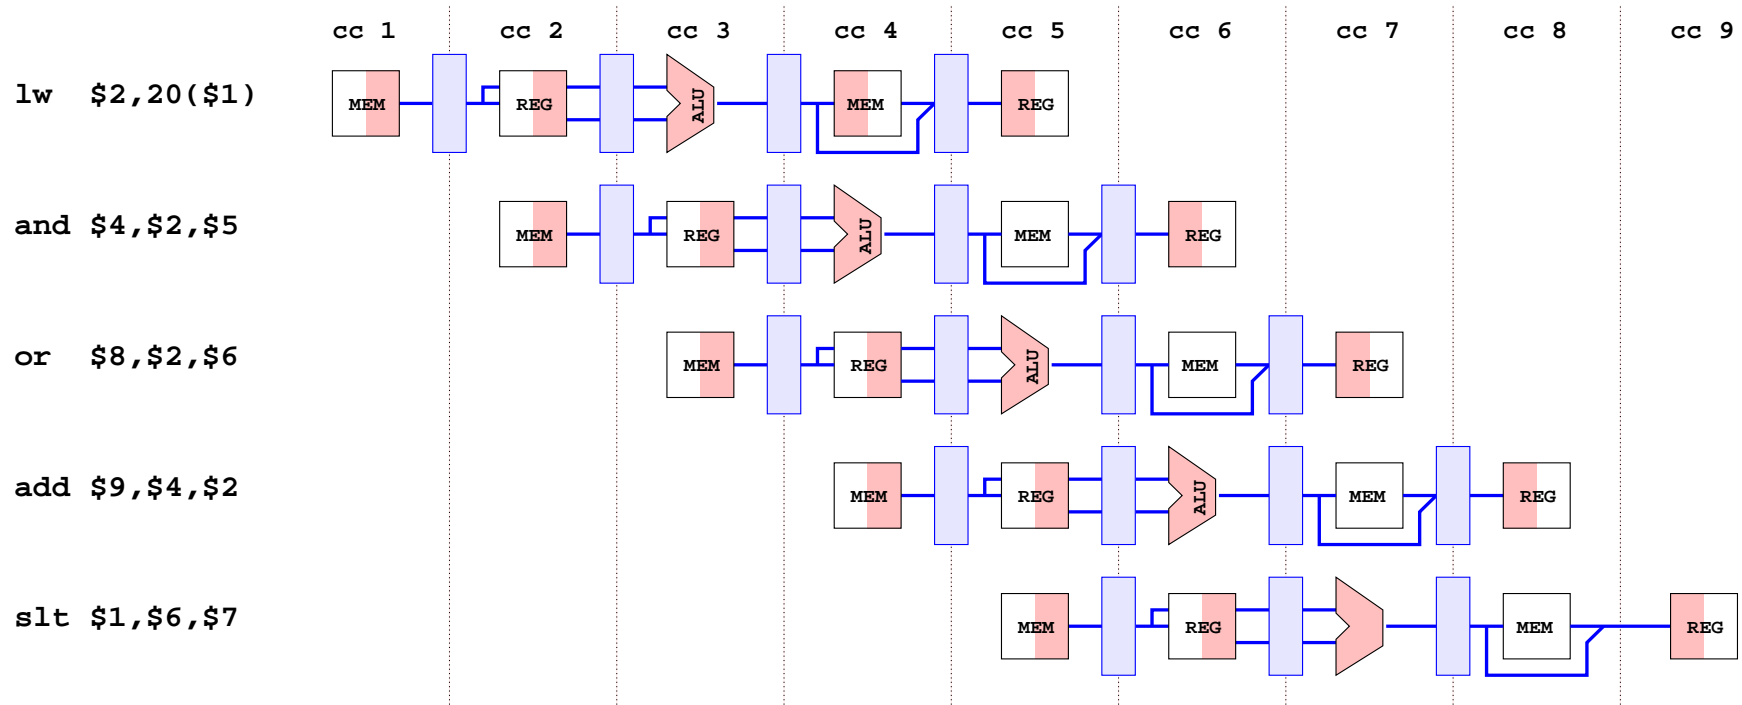 cc 1 cc 2 cc 3 cc 4 cc 5 cc 6 cc 7 cc 8 cc 9
lw $2,20($1) MEM REG ALU MEM REG
and $4,$2,$5 MEM REG ALU MEM REG
or $8,$2,$6 MEM REG ALU MEM REG
add $9,$4,$2 MEM REG ALU MEM REG
slt $1,$6,$7 MEM REG MEM REG